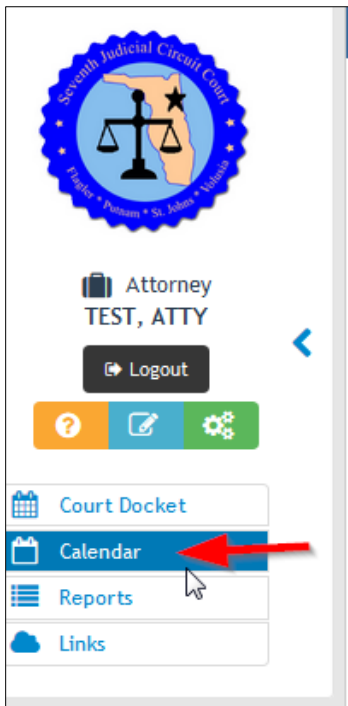 Seventh Judicial Circuit Court
Flagler * Putnam * St. Johns * Volusia
Attorney
TEST, ATTY
Logout
?
Court Docket
Calendar
Reports
Links